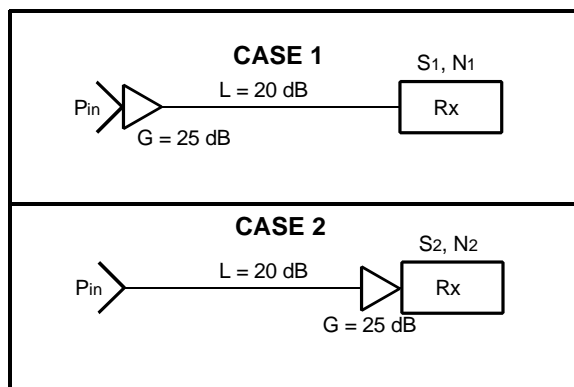 CASE 1
S1, N1
L = 20 dB
Pin
Rx
G = 25 dB
CASE 2
S2, N2
L = 20 dB
Pin
Rx
G = 25 dB